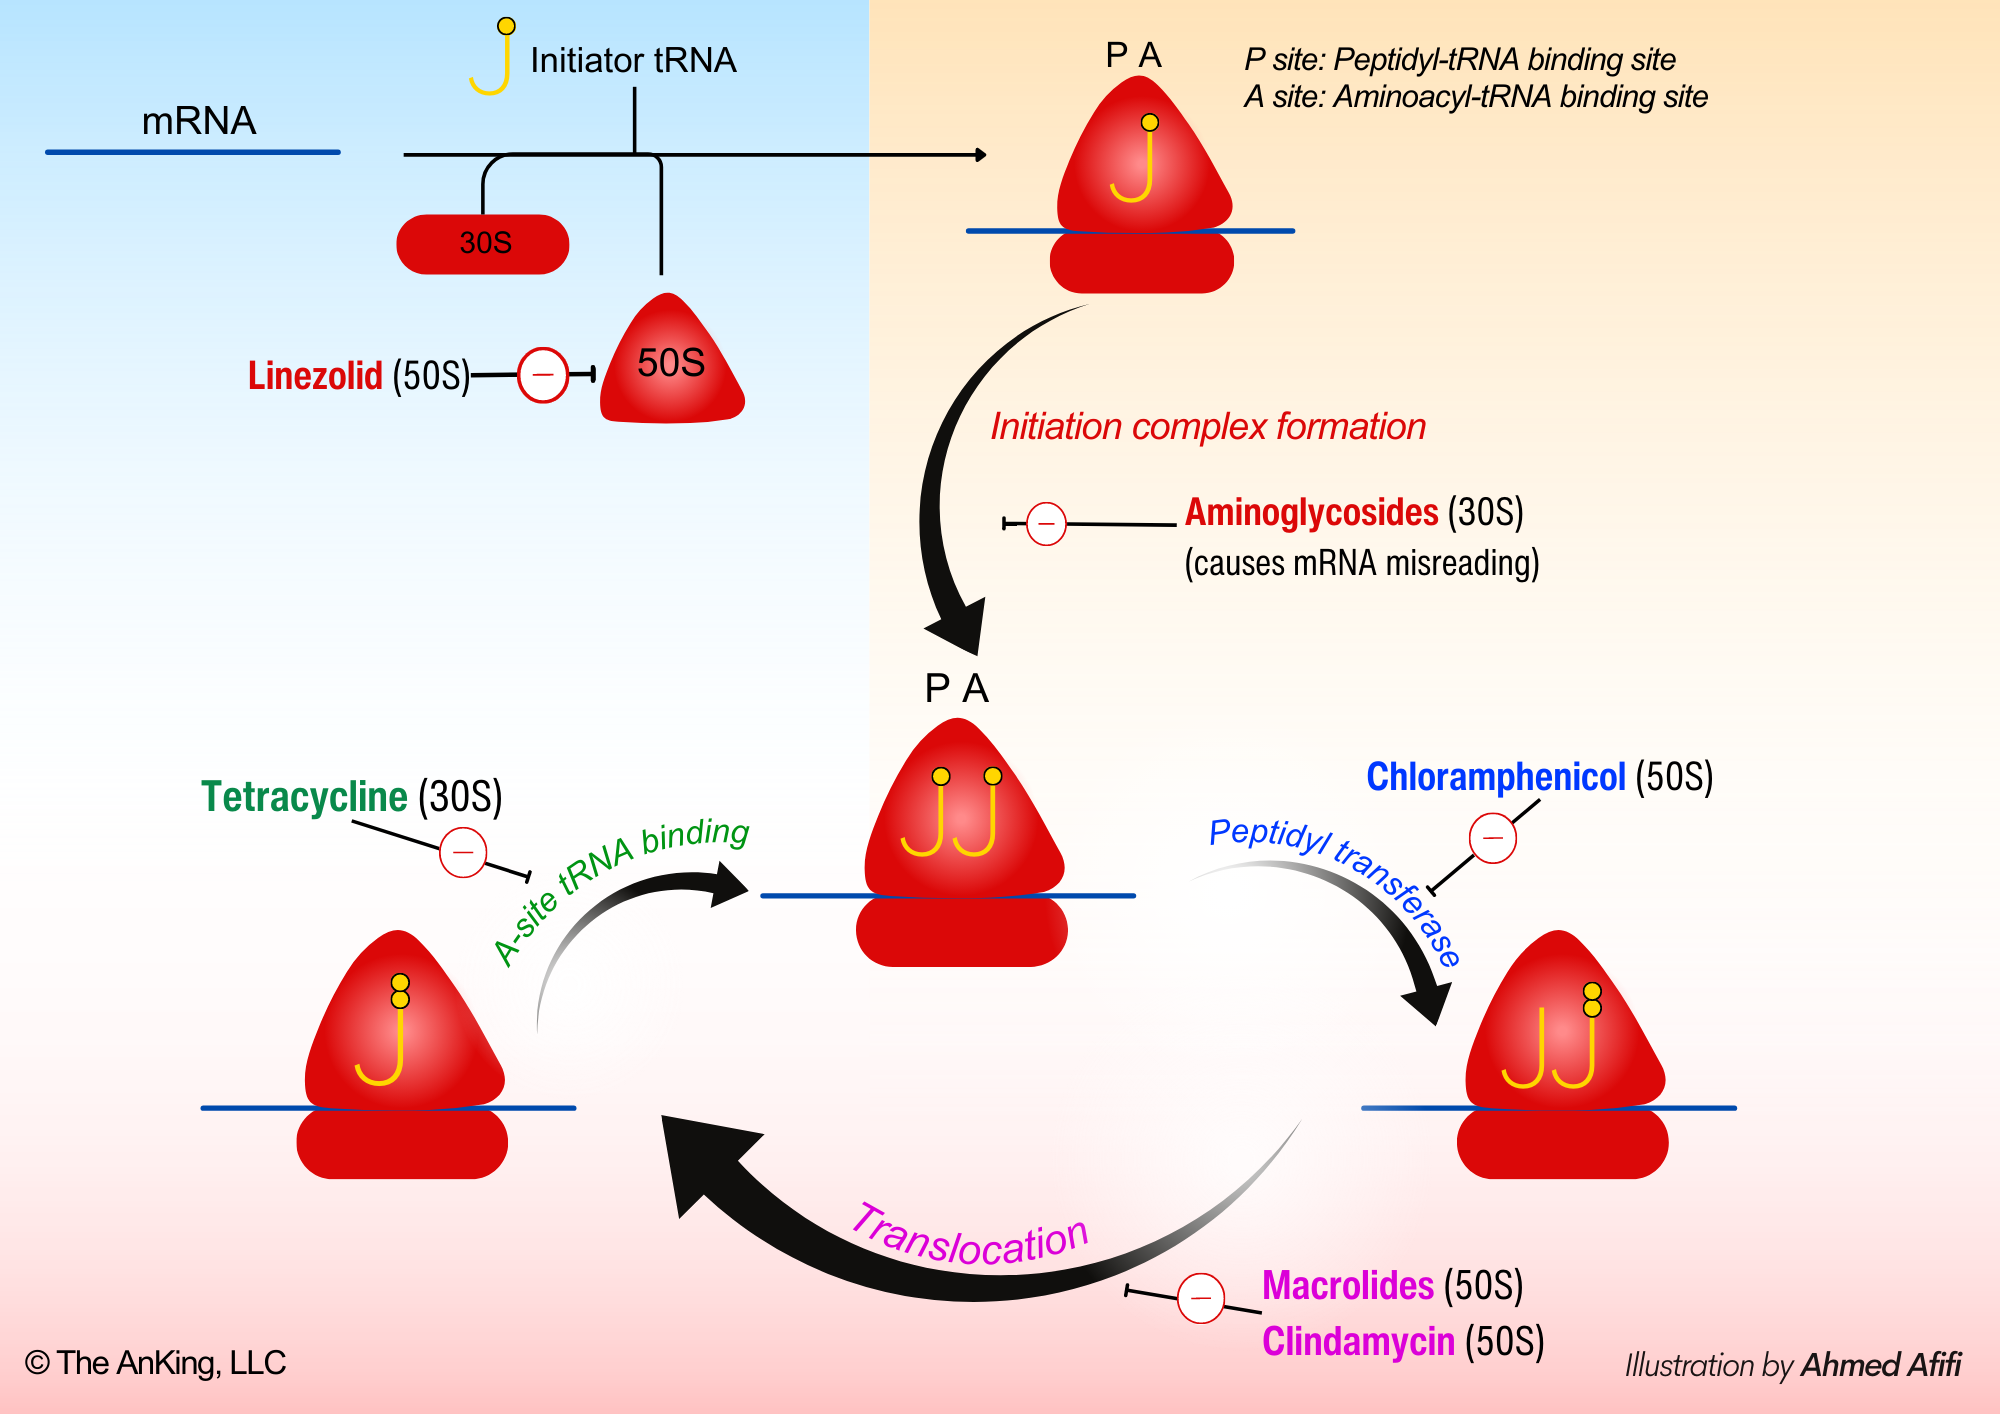 Initiator tRNA
mRNA
30S
50S
Linezolid (50S)
P A
P site: Peptidyl-tRNA binding site
A site: Aminoacyl-tRNA binding site
Initiation complex formation
Aminoglycosides (30S)
(causes mRNA misreading)
P A
Tetracycline (30S)
A-site tRNA binding
Chloramphenicol (50S)
Peptidyl transferase
Translocation
Macrolides (50S)
Clindamycin (50S)
© The AnKing, LLC
Illustration by Ahmed Afifi